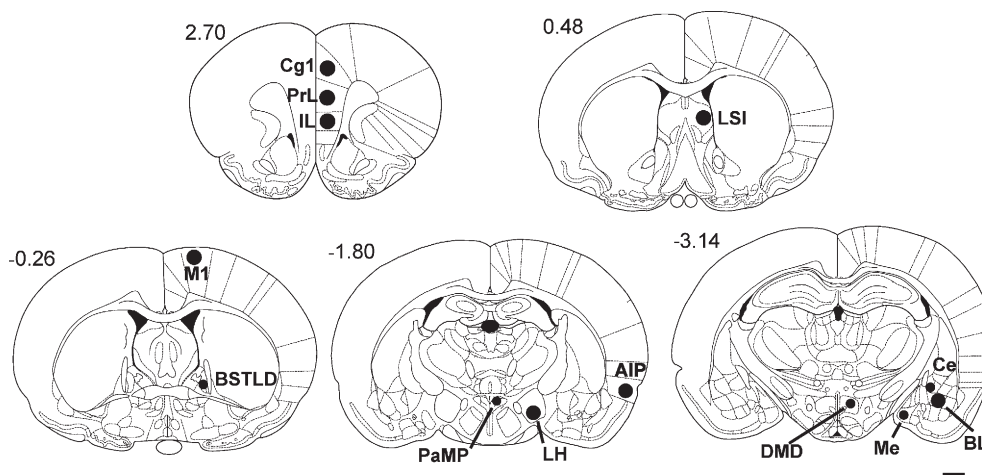 2.70
Cg1
PrL
IL
0.48
LSI
-0.26
M1
BSTLD
-1.80
AIP
PaMP
LH
-3.14
Ce
DMD
Me
BL